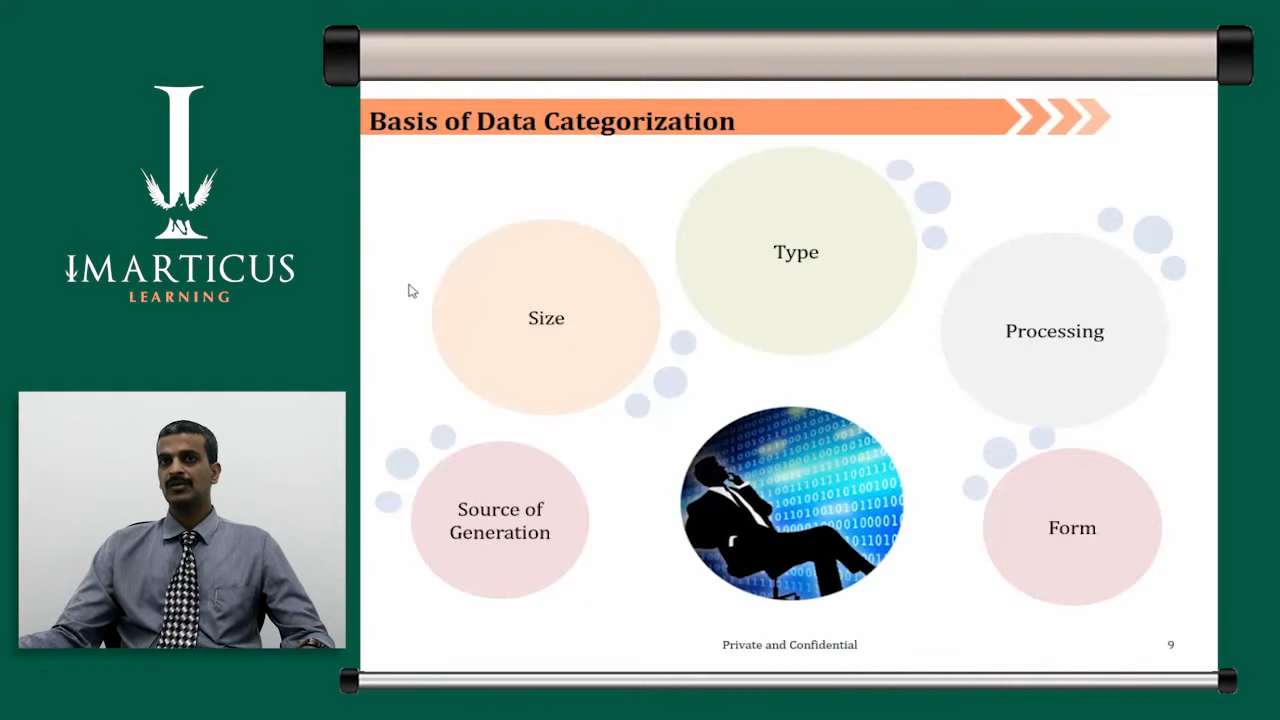 IMARTICUS
LEARNING
Basis of Data Categorization
Type
Size
Processing
Source of
Generation
Form
Private and Confidential
9